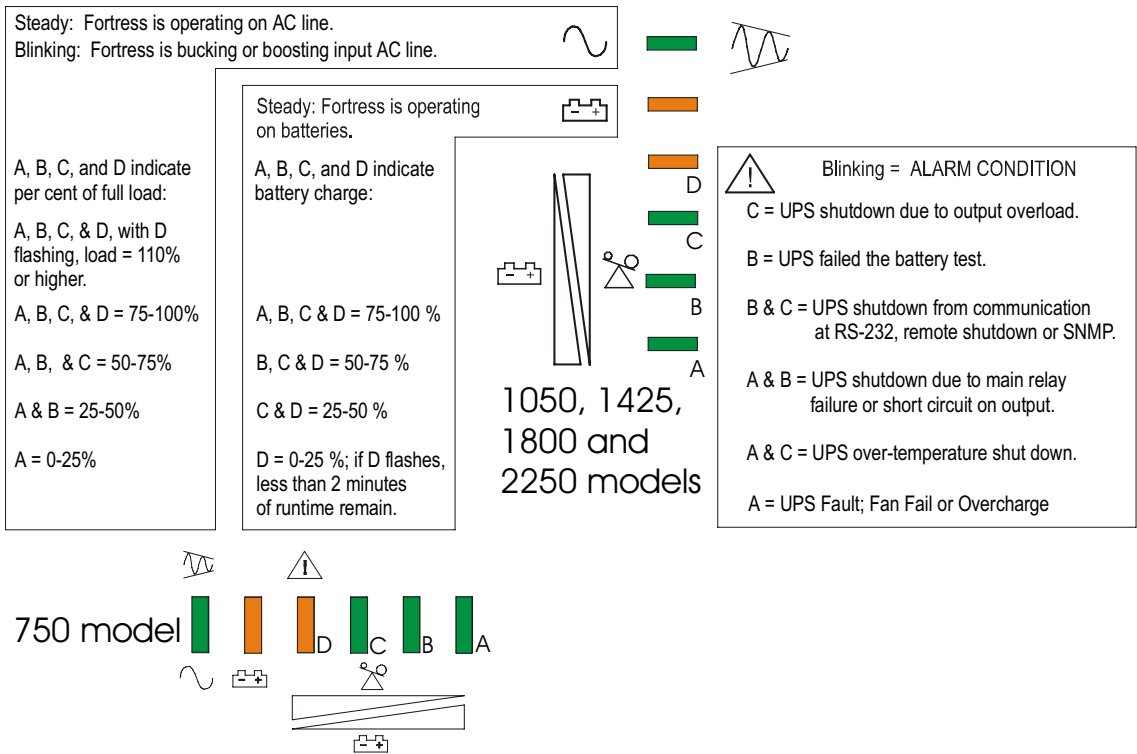 Steady: Fortress is operating on AC line.
Blinking: Fortress is bucking or boosting input AC line.
Steady: Fortress is operating
on batteries.
A, B, C, and D indicate
per cent of full load:
A, B, C, & D, with D
flashing, load = 110%
or higher.
A, B, C, & D = 75-100%
A, B, & C = 50-75%
A & B = 25-50%
A = 0-25%
A, B, C, and D indicate
battery charge:
A, B, C & D = 75-100 %
B, C & D = 50-75 %
C & D = 25-50 %
D = 0-25 %; if D flashes,
less than 2 minutes
of runtime remain.
D
C
B
A
1050, 1425,
1800 and
2250 models
Blinking = ALARM CONDITION
C = UPS shutdown due to output overload.
B = UPS failed the battery test.
B & C = UPS shutdown from communication
at RS-232, remote shutdown or SNMP.
A & B = UPS shutdown due to main relay
failure or short circuit on output.
A & C = UPS over-temperature shut down.
A = UPS Fault; Fan Fail or Overcharge
750 model
D C B A